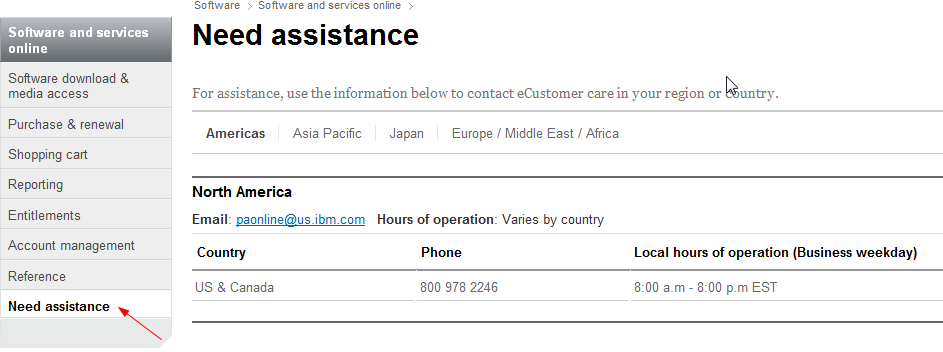 Software > Software and services online >
Software and services
online
Software download &
media access
Purchase & renewal
Shopping cart
Reporting
Entitlements
Account management
Reference
Need assistance
Need assistance
For assistance, use the information below to contact eCustomer care in your region or country.
Americas | Asia Pacific | Japan | Europe / Middle East / Africa
North America
Email: paonline@us.ibm.com Hours of operation: Varies by country
Country Phone Local hours of operation (Business weekday)
US & Canada 800 978 2246 8:00 a.m - 8:00 p.m EST